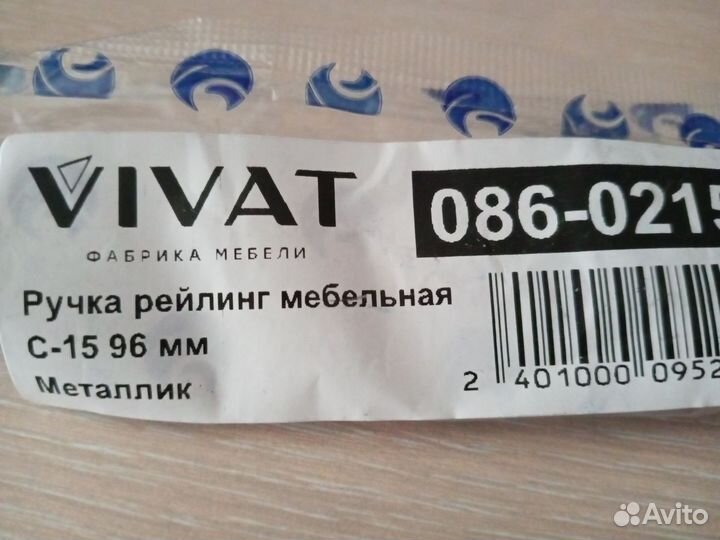 VIVAT
ФАБРИКА МЕБЕЛИ
086-0215
Ручка рейлинг мебельная
С-15 96 мм
Металлик
2 401000 0952
Avito